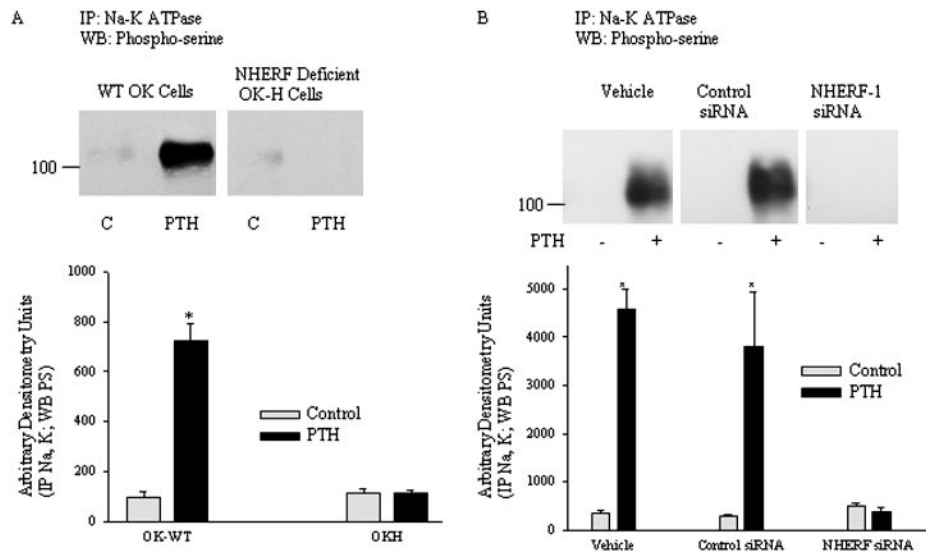 A
IP: Na-K ATPase
WB: Phospho-serine
WT OK Cells
NHERF Deficient
OK-H Cells
100
C PTH C PTH
Arbitrary Densitometry Units
(IP Na, K; WB PS)
1000
800
600
400
200
0
*
Control
PTH
OK-WT OKH
B
IP: Na-K ATPase
WB: Phospho-serine
Vehicle
Control
siRNA
NHERF-1
siRNA
100
PTH - + - + - +
Arbitrary Densitometry Units
(IP Na, K; WB PS)
5000
4000
3000
2000
1000
0
*
*
Control
PTH
Vehicle Control siRNA NHERF siRNA